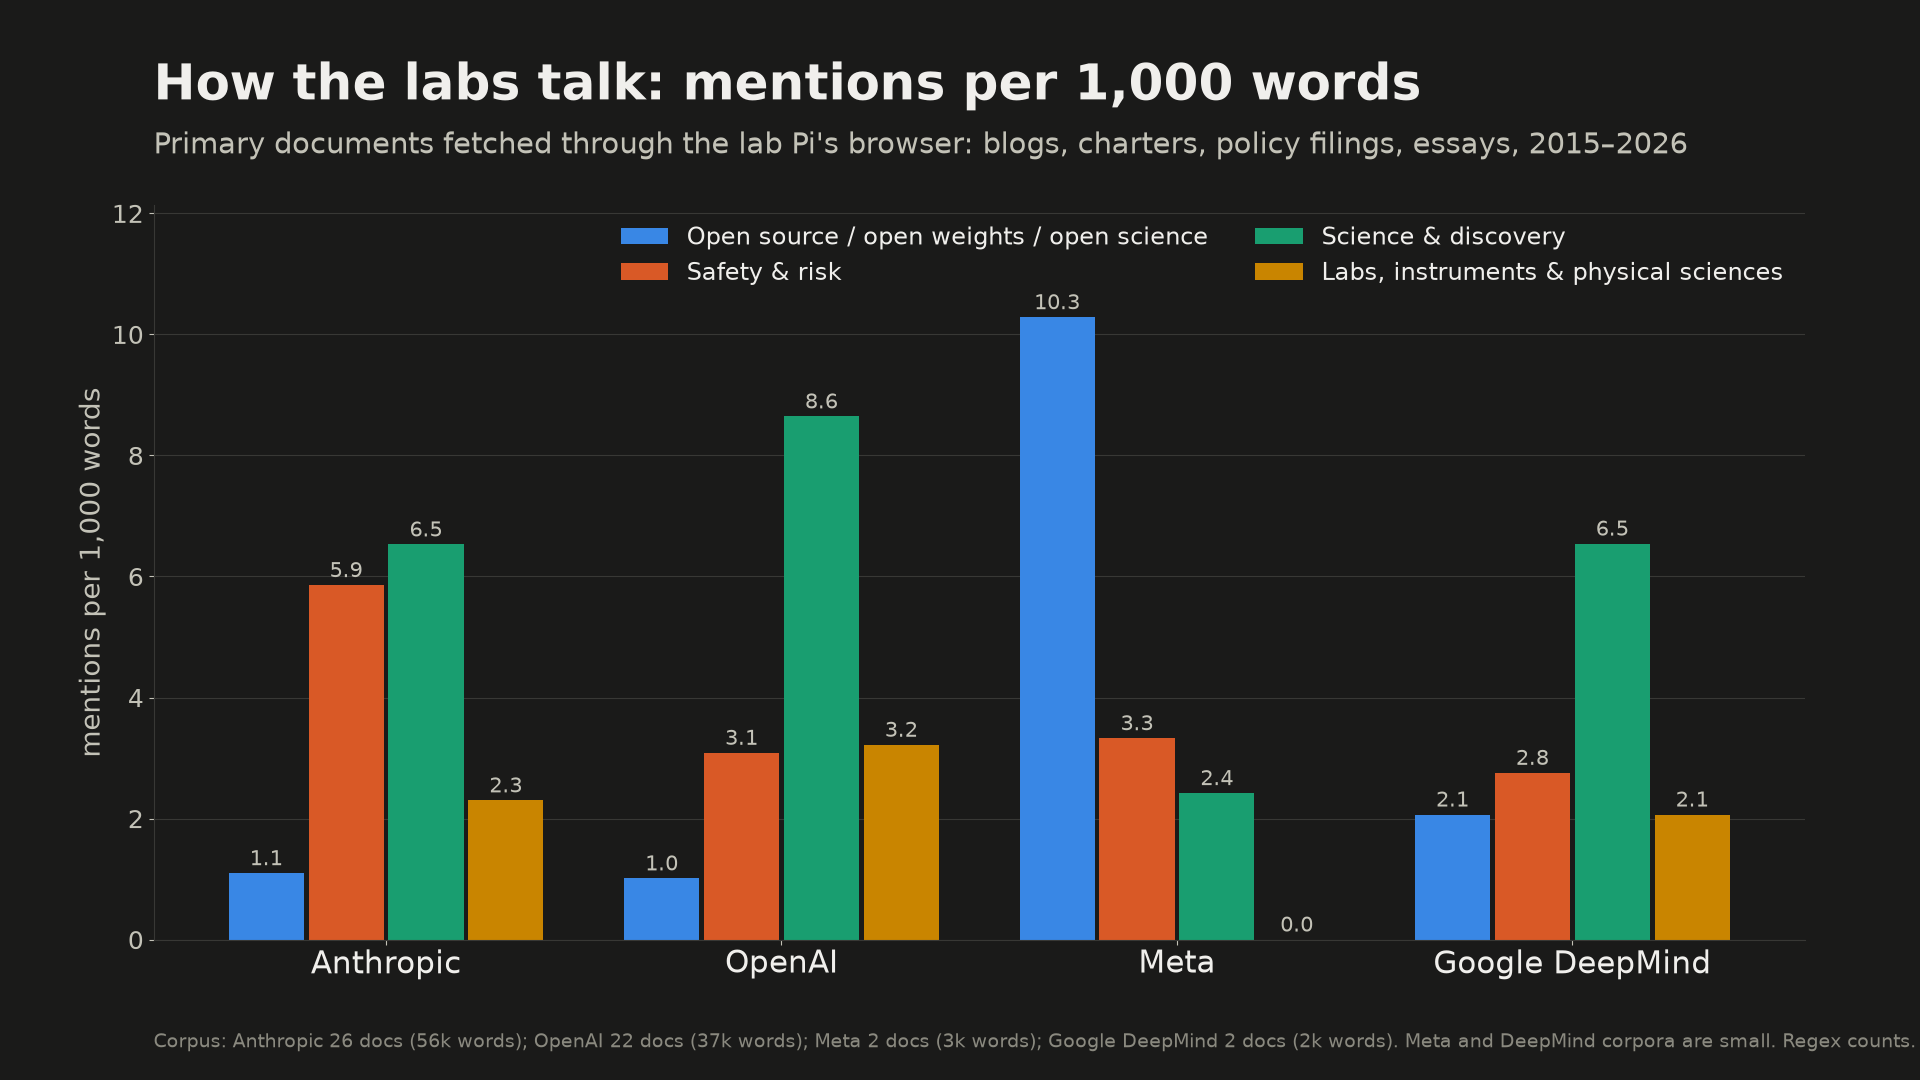 How the labs talk: mentions per 1,000 words
Primary documents fetched through the lab Pi's browser: blogs, charters, policy filings, essays, 2015–2026
mentions per 1,000 words
12
10
8
6
4
2
0
Open source / open weights / open science
Safety & risk
Science & discovery
Labs, instruments & physical sciences
1.1
5.9
6.5
2.3
1.0
3.1
8.6
3.2
10.3
3.3
2.4
0.0
2.1
2.8
6.5
2.1
Anthropic
OpenAI
Meta
Google DeepMind
Corpus: Anthropic 26 docs (56k words); OpenAI 22 docs (37k words); Meta 2 docs (3k words); Google DeepMind 2 docs (2k words). Meta and DeepMind corpora are small. Regex counts.